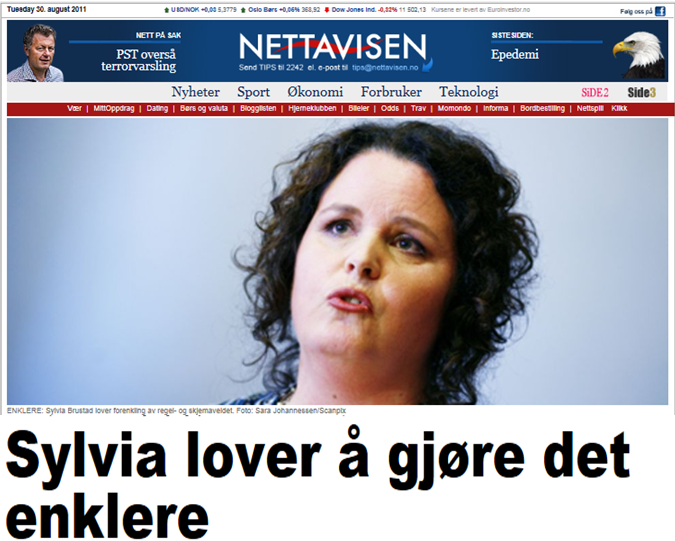 Tuesday 30. august 2011 USD/NOK +0,03 5,3779 Oslo Børs +0,06% 368,92 Dow Jones Ind. -0,32% 11 502,13 Kursene er levert av EuroInvestor.no Følg oss på
NETT PÅ SAK
PST overså
terrorvarsling
NETTAVISEN
Send TIPS til 2242 el. e-post til tips@nettavisen.no
SISTESIDEN:
Epedemi
Nyheter Sport Økonomi Forbruker Teknologi SiDE2 Side3
Vær | MittOppdrag | Dating | Børs og valuta | Blogglisten | Hjerneklubben | Bileier | Odds | Trav | Momondo | Informa | Bordbestilling | Nettspill Klikk
ENKLERE: Sylvia Brustad lover forenkling av regel- og skjemaveldet. Foto: Sara Johannessen/Scanpix
Sylvia lover å gjøre det
enklere